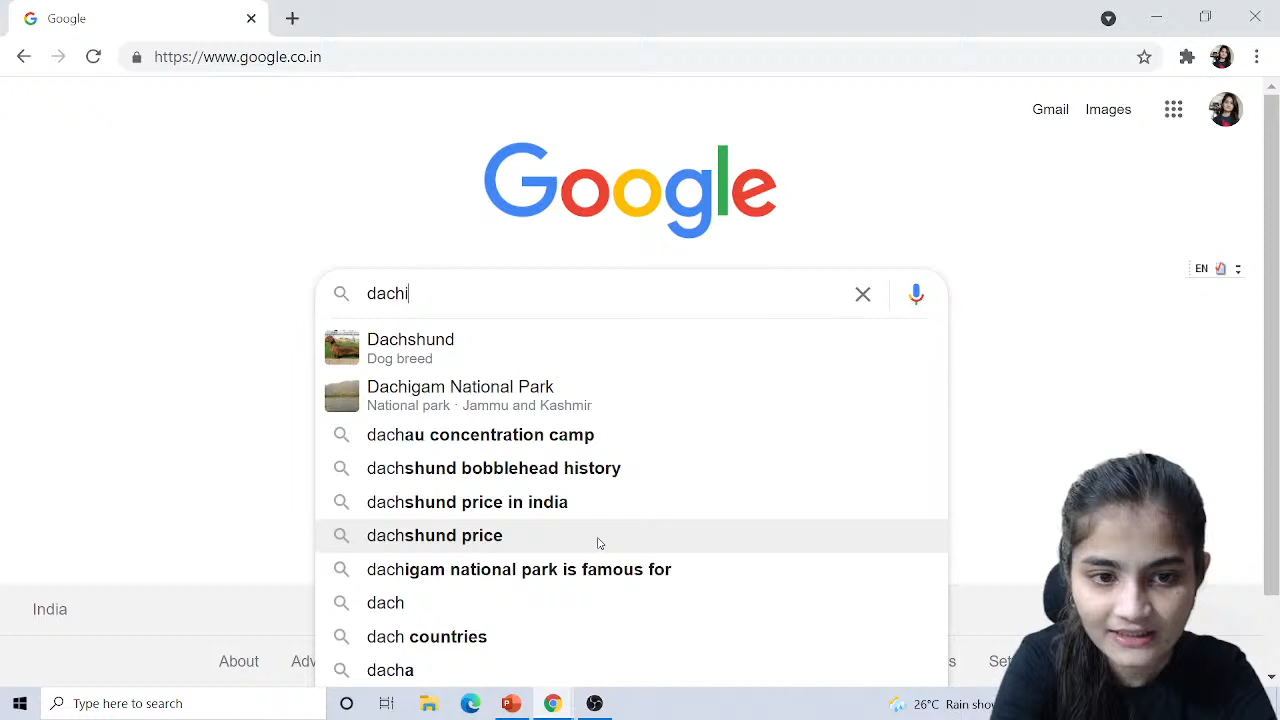 Google
https://www.google.co.in
Gmail
Images
Google
EN
dachi
Dachshund
Dog breed
Dachigam National Park
National park · Jammu and Kashmir
dachau concentration camp
dachshund bobblehead history
dachshund price in india
dachshund price
dachigam national park is famous for
dach
dach countries
dacha
India
About
Type here to search
26°C